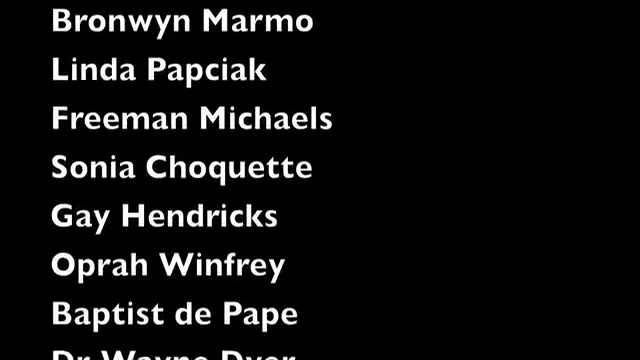 Bronwyn Marmo
Linda Papciak
Freeman Michaels
Sonia Choquette
Gay Hendricks
Oprah Winfrey
Baptist de Pape
Dr Wayne Dyer